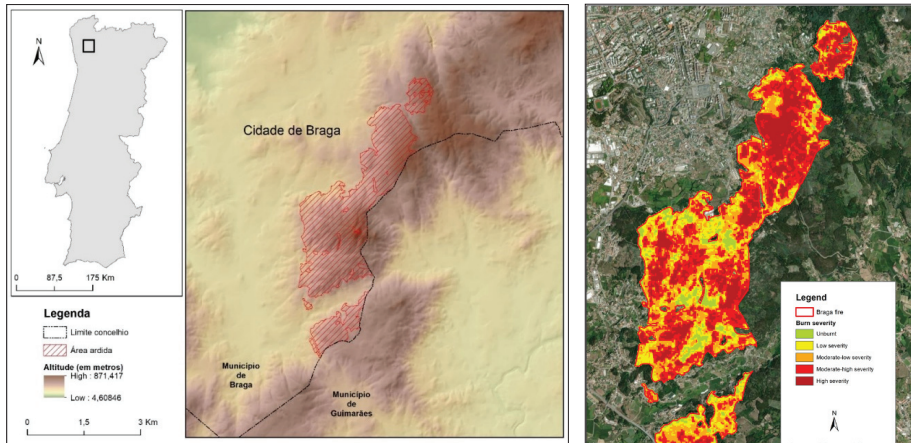 N
0
87,5
175 Km
Legenda
Limite concelhio
Área ardida
Altitude (em metros)
High : 871,417
Low : 4,60846
0
1,5
3 Km
Cidade de Braga
Município
de
Braga
Município
de
Guimarães
Legend
Braga fire
Burn severity
Unburnt
Low severity
Moderate-low severity
Moderate-high severity
High severity
N